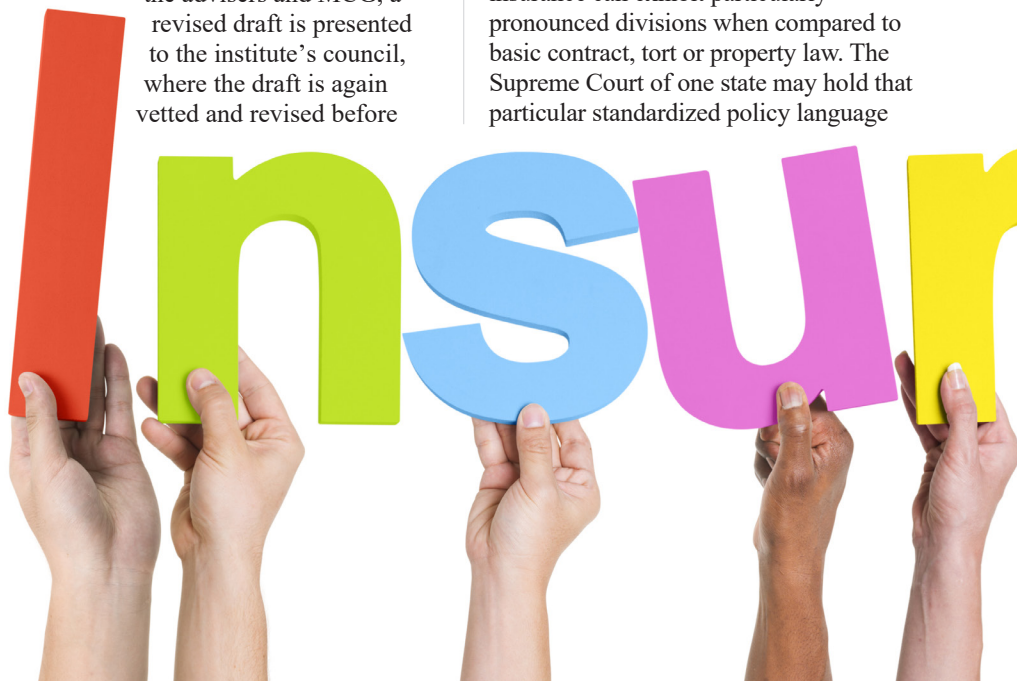 revised draft is presented
to the institute’s council,
where the draft is again
vetted and revised before
pronounced divisions when compared to
basic contract, tort or property law. The
Supreme Court of one state may hold that
particular standardized policy language
Insur